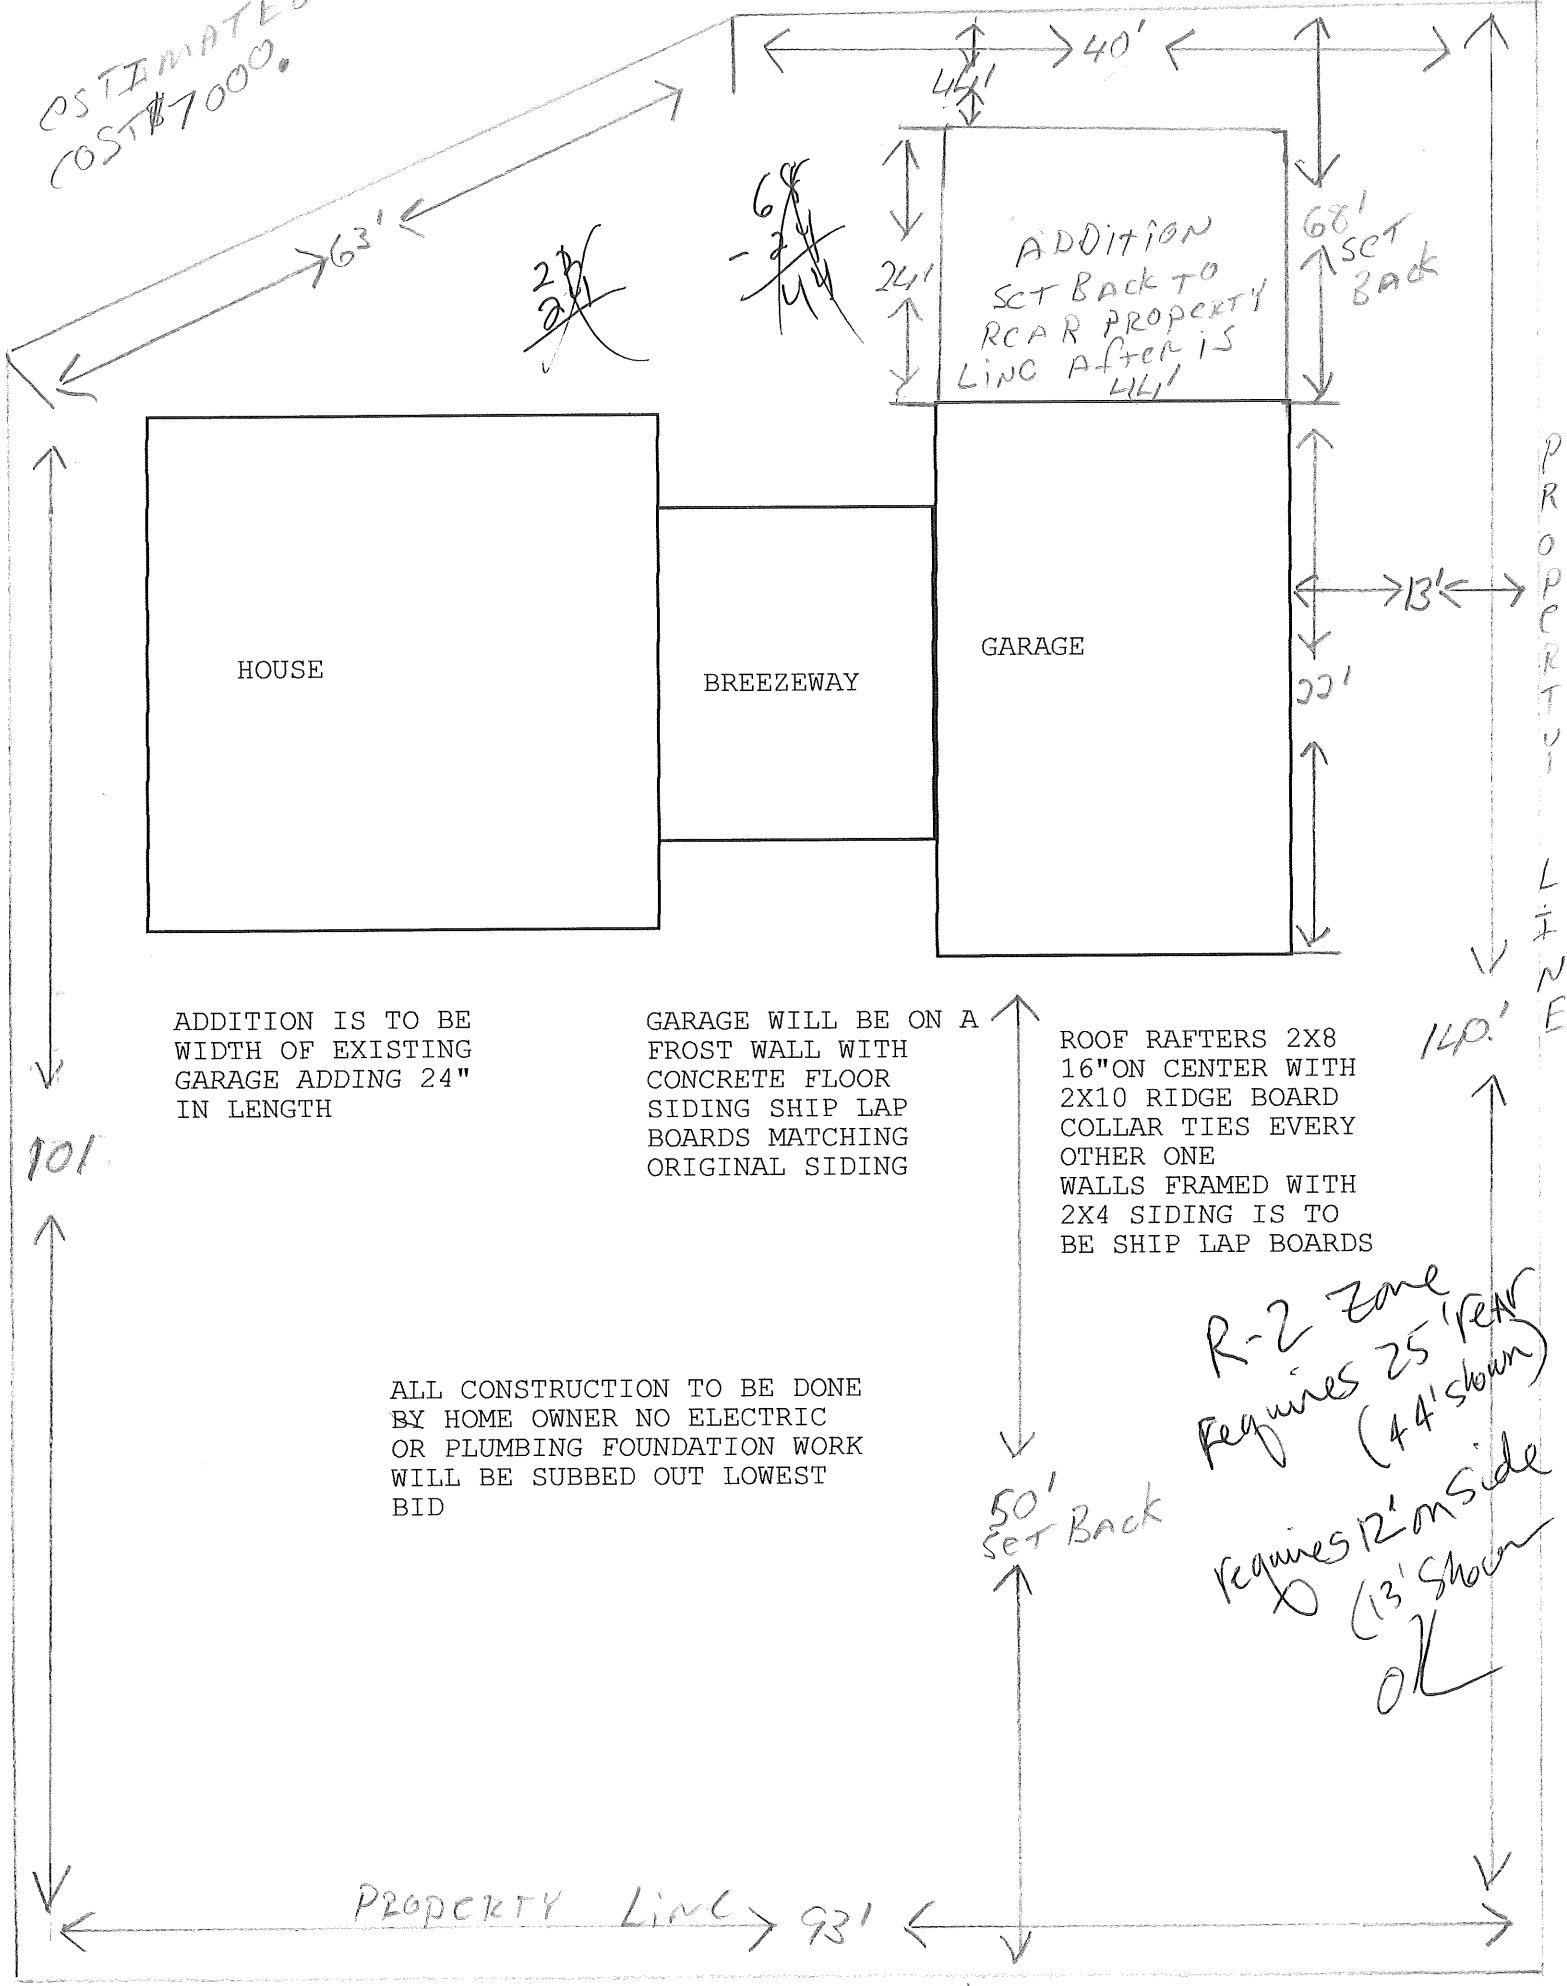 ESTIMATED
COST $7000.
40'
44'
63'
68
- 24
44
24'
ADDITION
SET BACK TO
REAR PROPERTY
LINE AFTER IS
44'
68'
SET
BACK
PROPERTY LINE
HOUSE
BREEZEWAY
GARAGE
13'
22'
140'
ADDITION IS TO BE
WIDTH OF EXISTING
GARAGE ADDING 24"
IN LENGTH
GARAGE WILL BE ON A
FROST WALL WITH
CONCRETE FLOOR
SIDING SHIP LAP
BOARDS MATCHING
ORIGINAL SIDING
ROOF RAFTERS 2X8
16"ON CENTER WITH
2X10 RIDGE BOARD
COLLAR TIES EVERY
OTHER ONE
WALLS FRAMED WITH
2X4 SIDING IS TO
BE SHIP LAP BOARDS
101
R-2 Zone
requires 25' rear
(44' shown)
requires 12' on side
(13' shown
OK
ALL CONSTRUCTION TO BE DONE
BY HOME OWNER NO ELECTRIC
OR PLUMBING FOUNDATION WORK
WILL BE SUBBED OUT LOWEST
BID
50'
SET BACK
PROPERTY LINE
93'